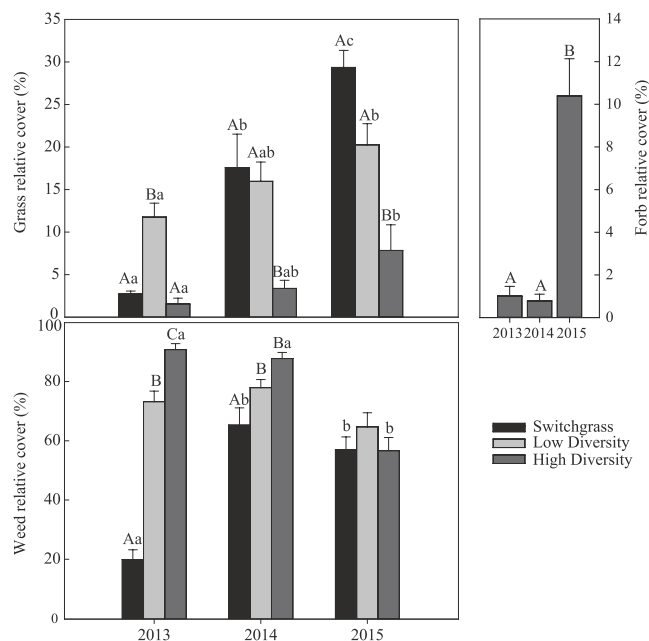 Grass relative cover (%)
35
30
25
20
15
10
5
0
Aa
Ba
Aa
Ab
Aab
Bab
Ac
Ab
Bb
14
12
10
8
6
4
2
0
Forb relative cover (%)
A
A
B
2013
2014
2015
Weed relative cover (%)
100
80
60
40
20
0
Aa
B
Ca
Ab
B
Ba
b
b
2013
2014
2015
Switchgrass
Low Diversity
High Diversity